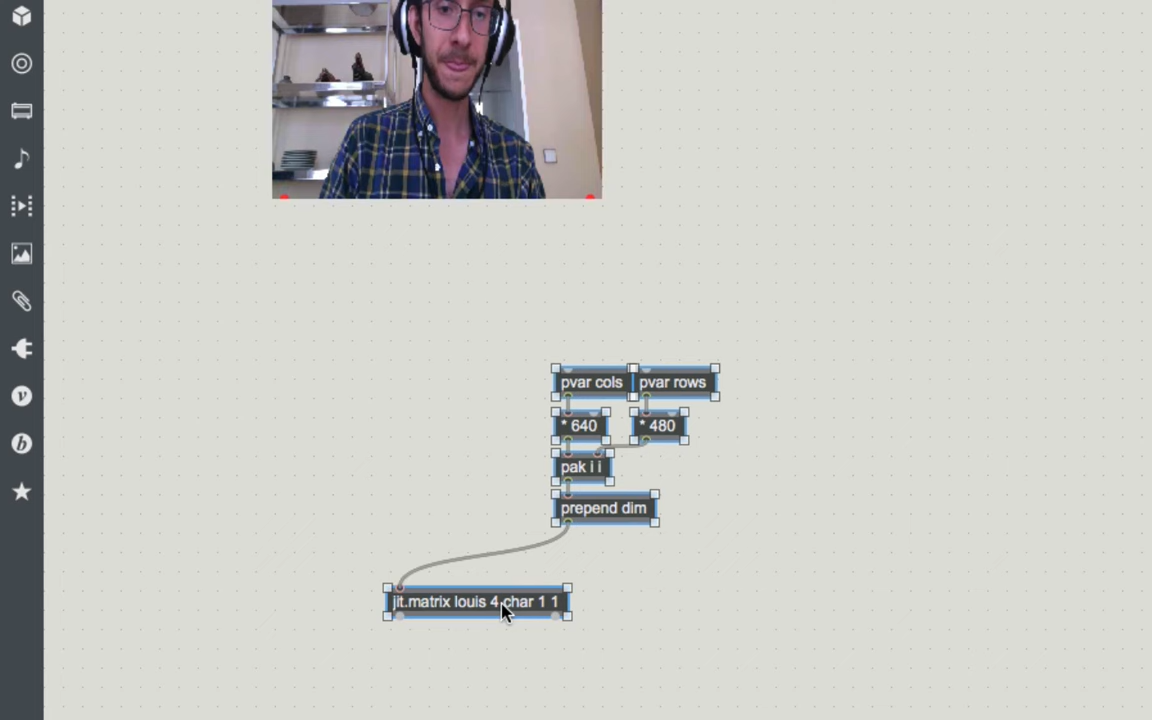 pvar cols pvar rows
* 640 * 480
pak i i
prepend dim
jit.matrix louis 4 char 1 1